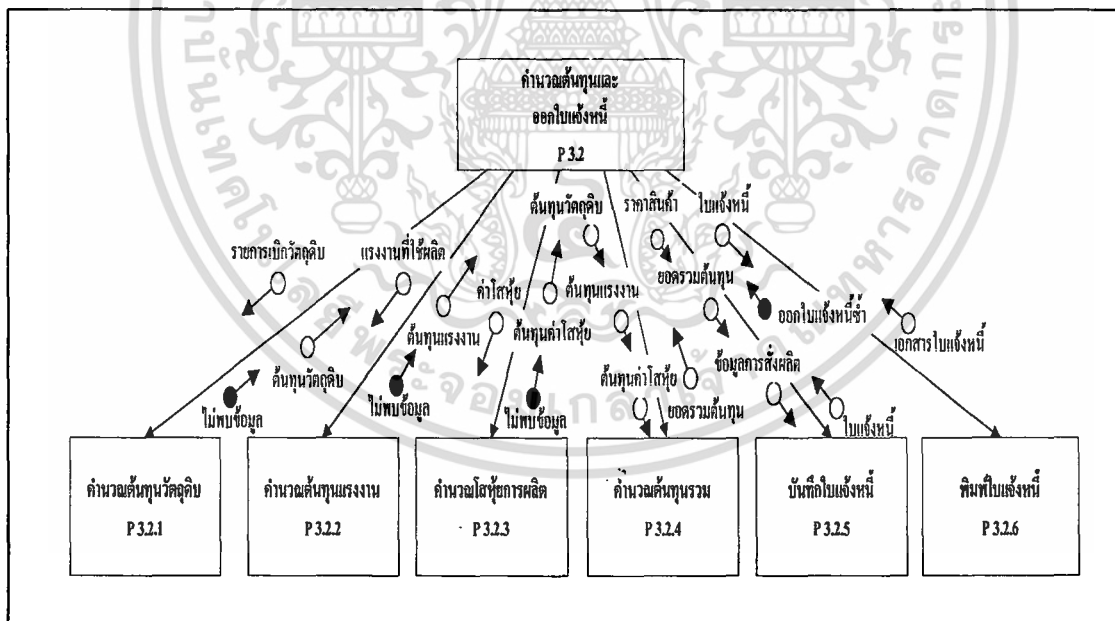 คำนวณต้นทุนและ
ออกใบแจ้งหนี้
P 3.2
ต้นทุนวัตถุดิบ
ราคาสินค้า
ใบแจ้งหนี้
รายการเบิกวัตถุดิบ
แรงงานที่ใช้ผลิต
ค่าโสหุ้ย
ต้นทุนแรงงาน
ยอดรวมต้นทุน
ออกใบแจ้งหนี้ซ้ำ
เอกสารใบแจ้งหนี้
ต้นทุนวัตถุดิบ
ต้นทุนแรงงาน
ต้นทุนค่าโสหุ้ย
ต้นทุนค่าโสหุ้ย
ข้อมูลการสั่งผลิต
ไม่พบข้อมูล
ไม่พบข้อมูล
ไม่พบข้อมูล
ยอดรวมต้นทุน
ใบแจ้งหนี้
คำนวณต้นทุนวัตถุดิบ
P 3.2.1
คำนวณต้นทุนแรงงาน
P 3.2.2
คำนวณโสหุ้ยการผลิต
P 3.2.3
คำนวณต้นทุนรวม
P 3.2.4
บันทึกใบแจ้งหนี้
P 3.2.5
พิมพ์ใบแจ้งหนี้
P 3.2.6